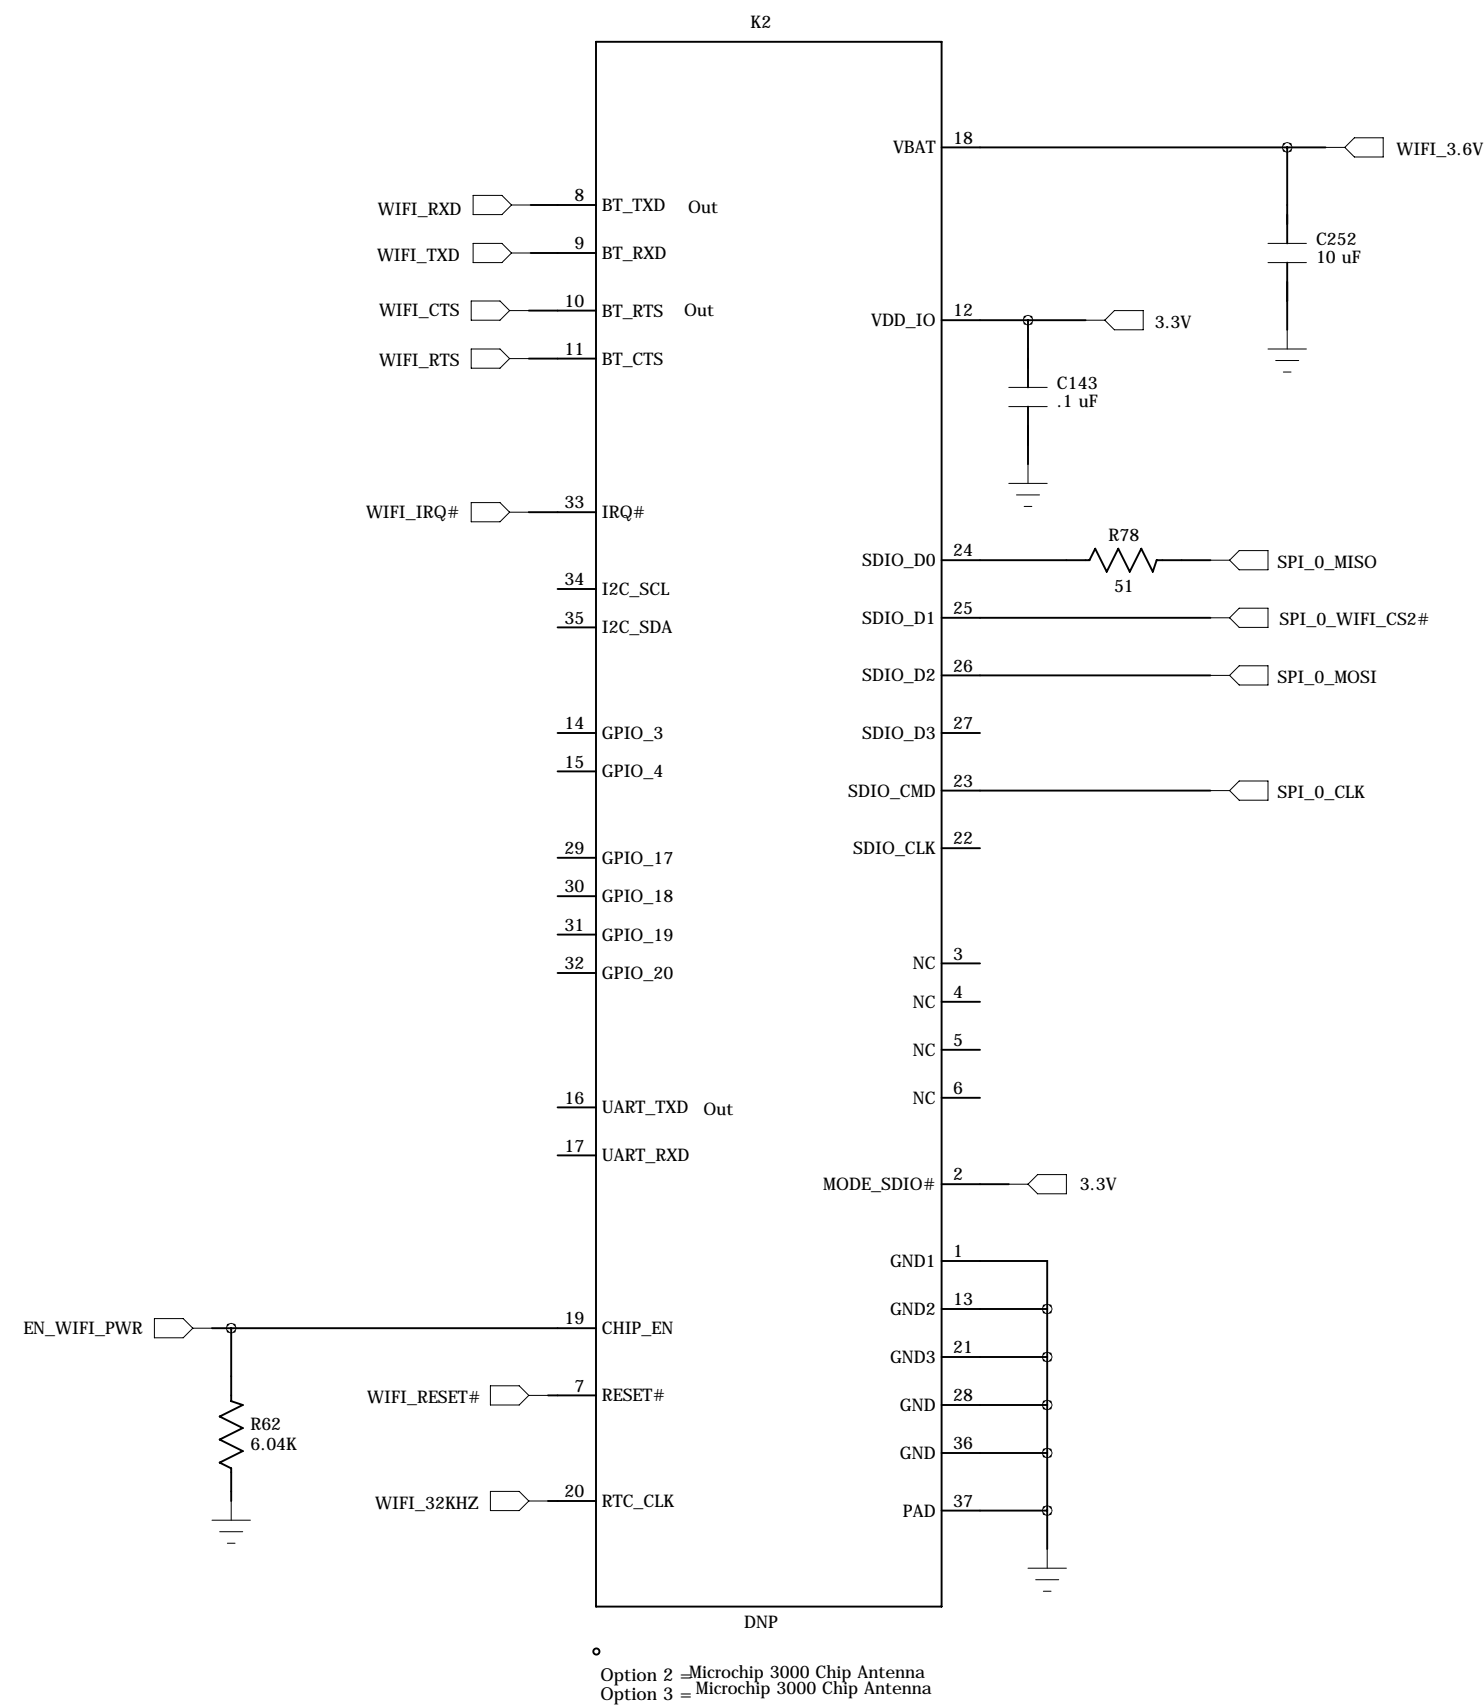 K2
VBAT 18 WIFI_3.6V
WIFI_RXD 8 BT_TXD Out
WIFI_TXD 9 BT_RXD
C252
10 uF
WIFI_CTS 10 BT_RTS Out
VDD_IO 12 3.3V
WIFI_RTS 11 BT_CTS
C143
.1 uF
WIFI_IRQ# 33 IRQ#
R78
SDIO_D0 24 SPI_0_MISO
51
34 I2C_SCL
SDIO_D1 25 SPI_0_WIFI_CS2#
35 I2C_SDA
SDIO_D2 26 SPI_0_MOSI
14 GPIO_3
SDIO_D3 27
15 GPIO_4
SDIO_CMD 23 SPI_0_CLK
SDIO_CLK 22
29 GPIO_17
30 GPIO_18
31 GPIO_19
NC 3
32 GPIO_20
NC 4
NC 5
NC 6
16 UART_TXD Out
17 UART_RXD
MODE_SDIO# 2 3.3V
GND1 1
GND2 13
EN_WIFI_PWR 19 CHIP_EN
GND3 21
WIFI_RESET# 7 RESET#
GND 28
R62
6.04K
GND 36
WIFI_32KHZ 20 RTC_CLK
PAD 37
DNP
Option 2 = Microchip 3000 Chip Antenna
Option 3 = Microchip 3000 Chip Antenna